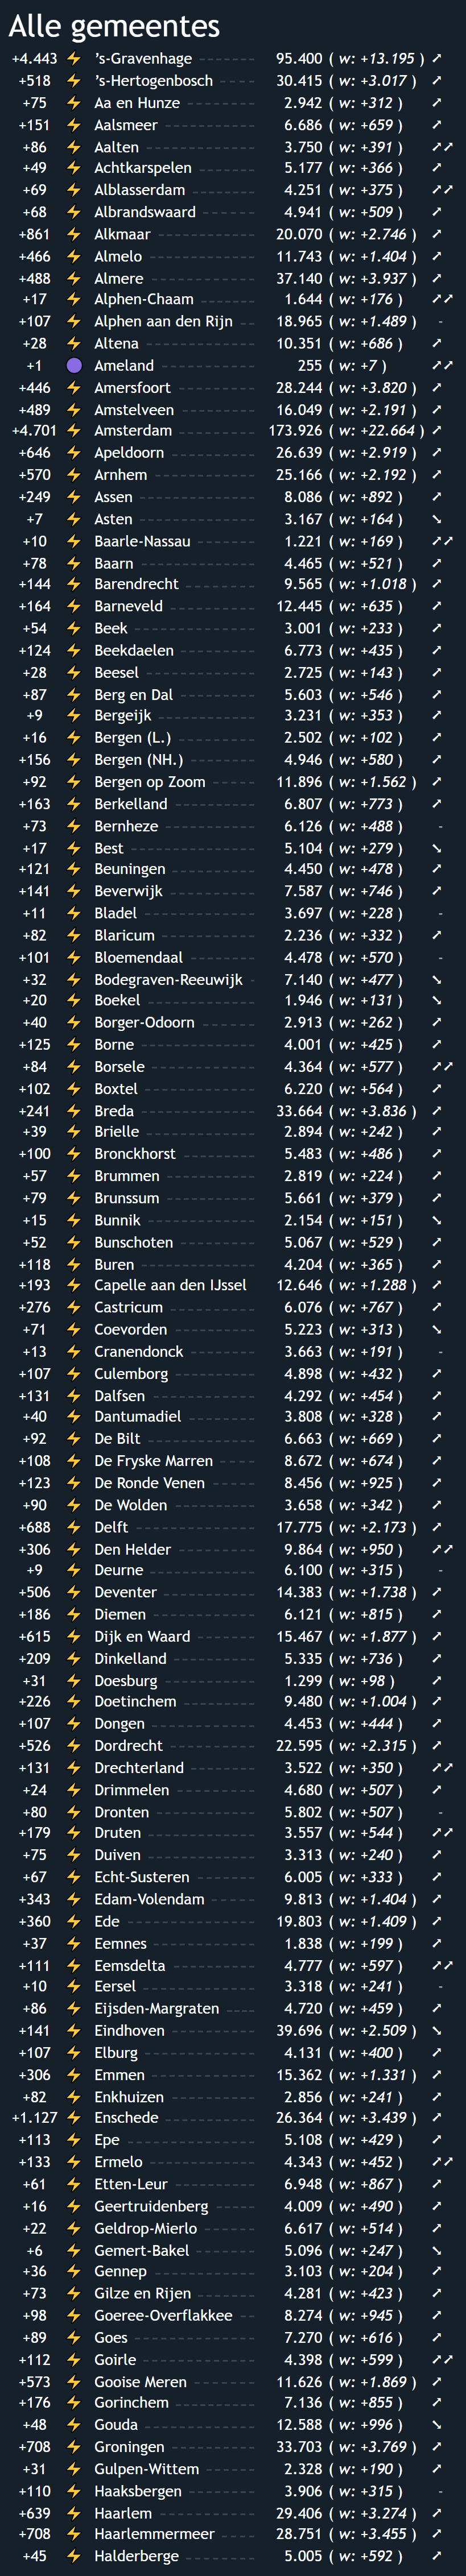 Alle gemeentes
+4.443 ⚡ 's-Gravenhage 95.400 ( w: +13.195 ) ➚
+518 ⚡ 's-Hertogenbosch 30.415 ( w: +3.017 ) ➚
+75 ⚡ Aa en Hunze 2.942 ( w: +312 ) ➚
+151 ⚡ Aalsmeer 6.686 ( w: +659 ) ➚
+86 ⚡ Aalten 3.750 ( w: +391 ) ➚➚
+49 ⚡ Achtkarspelen 5.177 ( w: +366 ) ➚
+69 ⚡ Alblasserdam 4.251 ( w: +375 ) ➚➚
+68 ⚡ Albrandswaard 4.941 ( w: +509 ) ➚
+861 ⚡ Alkmaar 20.070 ( w: +2.746 ) ➚
+466 ⚡ Almelo 11.743 ( w: +1.404 ) ➚
+488 ⚡ Almere 37.140 ( w: +3.937 ) ➚
+17 ⚡ Alphen-Chaam 1.644 ( w: +176 ) ➚➚
+107 ⚡ Alphen aan den Rijn 18.965 ( w: +1.489 ) -
+28 ⚡ Altena 10.351 ( w: +686 ) ➚
+1 🟣 Ameland 255 ( w: +7 ) ➚➚
+446 ⚡ Amersfoort 28.244 ( w: +3.820 ) ➚
+489 ⚡ Amstelveen 16.049 ( w: +2.191 ) ➚
+4.701 ⚡ Amsterdam 173.926 ( w: +22.664 ) ➚
+646 ⚡ Apeldoorn 26.639 ( w: +2.919 ) ➚
+570 ⚡ Arnhem 25.166 ( w: +2.192 ) ➚
+249 ⚡ Assen 8.086 ( w: +892 ) ➚
+7 ⚡ Asten 3.167 ( w: +164 ) ➘
+10 ⚡ Baarle-Nassau 1.221 ( w: +169 ) ➚➚
+78 ⚡ Baarn 4.465 ( w: +521 ) ➚
+144 ⚡ Barendrecht 9.565 ( w: +1.018 ) ➚
+164 ⚡ Barneveld 12.445 ( w: +635 ) ➚
+54 ⚡ Beek 3.001 ( w: +233 ) ➚
+124 ⚡ Beekdaelen 6.773 ( w: +435 ) ➚
+28 ⚡ Beesel 2.725 ( w: +143 ) ➚
+87 ⚡ Berg en Dal 5.603 ( w: +546 ) ➚
+9 ⚡ Bergeijk 3.231 ( w: +353 ) ➚
+16 ⚡ Bergen (L.) 2.502 ( w: +102 ) ➚
+156 ⚡ Bergen (NH.) 4.946 ( w: +580 ) ➚
+92 ⚡ Bergen op Zoom 11.896 ( w: +1.562 ) ➚
+163 ⚡ Berkelland 6.807 ( w: +773 ) ➚
+73 ⚡ Bernheze 6.126 ( w: +488 ) -
+17 ⚡ Best 5.104 ( w: +279 ) ➘
+121 ⚡ Beuningen 4.450 ( w: +478 ) ➚
+141 ⚡ Beverwijk 7.587 ( w: +746 ) ➚
+11 ⚡ Bladel 3.697 ( w: +228 ) -
+82 ⚡ Blaricum 2.236 ( w: +332 ) ➚
+101 ⚡ Bloemendaal 4.478 ( w: +570 ) -
+32 ⚡ Bodegraven-Reeuwijk 7.140 ( w: +477 ) ➘
+20 ⚡ Boekel 1.946 ( w: +131 ) ➘
+40 ⚡ Borger-Odoorn 2.913 ( w: +262 ) ➚
+125 ⚡ Borne 4.001 ( w: +425 ) ➚
+84 ⚡ Borsele 4.364 ( w: +577 ) ➚➚
+102 ⚡ Boxtel 6.220 ( w: +564 ) ➚
+241 ⚡ Breda 33.664 ( w: +3.836 ) ➚
+39 ⚡ Brielle 2.894 ( w: +242 ) ➚
+100 ⚡ Bronckhorst 5.483 ( w: +486 ) ➚
+57 ⚡ Brummen 2.819 ( w: +224 ) ➚
+79 ⚡ Brunssum 5.661 ( w: +379 ) ➚
+15 ⚡ Bunnik 2.154 ( w: +151 ) ➘
+52 ⚡ Bunschoten 5.067 ( w: +529 ) ➚
+118 ⚡ Buren 4.204 ( w: +365 ) ➚
+193 ⚡ Capelle aan den IJssel 12.646 ( w: +1.288 ) ➚
+276 ⚡ Castricum 6.076 ( w: +767 ) ➚
+71 ⚡ Coevorden 5.223 ( w: +313 ) ➘
+13 ⚡ Cranendonck 3.663 ( w: +191 ) -
+107 ⚡ Culemborg 4.898 ( w: +432 ) ➚
+131 ⚡ Dalfsen 4.292 ( w: +454 ) ➚
+40 ⚡ Dantumadiel 3.808 ( w: +328 ) ➚
+92 ⚡ De Bilt 6.663 ( w: +669 ) ➚
+108 ⚡ De Fryske Marren 8.672 ( w: +674 ) ➚
+123 ⚡ De Ronde Venen 8.456 ( w: +925 ) ➚
+90 ⚡ De Wolden 3.658 ( w: +342 ) ➚
+688 ⚡ Delft 17.775 ( w: +2.173 ) ➚
+306 ⚡ Den Helder 9.864 ( w: +950 ) ➚➚
+9 ⚡ Deurne 6.100 ( w: +315 ) -
+506 ⚡ Deventer 14.383 ( w: +1.738 ) ➚
+186 ⚡ Diemen 6.121 ( w: +815 ) ➚
+615 ⚡ Dijk en Waard 15.467 ( w: +1.877 ) ➚
+209 ⚡ Dinkelland 5.335 ( w: +736 ) ➚
+31 ⚡ Doesburg 1.299 ( w: +98 ) ➚
+226 ⚡ Doetinchem 9.480 ( w: +1.004 ) ➚
+107 ⚡ Dongen 4.453 ( w: +444 ) ➚
+526 ⚡ Dordrecht 22.595 ( w: +2.315 ) ➚
+131 ⚡ Drechterland 3.522 ( w: +350 ) ➚➚
+24 ⚡ Drimmelen 4.680 ( w: +507 ) ➚
+80 ⚡ Dronten 5.802 ( w: +507 ) -
+179 ⚡ Druten 3.557 ( w: +544 ) ➚➚
+75 ⚡ Duiven 3.313 ( w: +240 ) ➚
+67 ⚡ Echt-Susteren 6.005 ( w: +333 ) ➚
+343 ⚡ Edam-Volendam 9.813 ( w: +1.404 ) ➚
+360 ⚡ Ede 19.803 ( w: +1.409 ) ➚
+37 ⚡ Eemnes 1.838 ( w: +199 ) ➚
+111 ⚡ Eemsdelta 4.777 ( w: +597 ) ➚➚
+10 ⚡ Eersel 3.318 ( w: +241 ) -
+86 ⚡ Eijsden-Margraten 4.720 ( w: +459 ) ➚
+141 ⚡ Eindhoven 39.696 ( w: +2.509 ) ➘
+107 ⚡ Elburg 4.131 ( w: +400 ) ➚
+306 ⚡ Emmen 15.362 ( w: +1.331 ) ➚
+82 ⚡ Enkhuizen 2.856 ( w: +241 ) ➚
+1.127 ⚡ Enschede 26.364 ( w: +3.439 ) ➚
+113 ⚡ Epe 5.108 ( w: +429 ) ➚
+133 ⚡ Ermelo 4.343 ( w: +452 ) ➚➚
+61 ⚡ Etten-Leur 6.948 ( w: +867 ) ➚
+16 ⚡ Geertruidenberg 4.009 ( w: +490 ) ➚
+22 ⚡ Geldrop-Mierlo 6.617 ( w: +514 ) ➚
+6 ⚡ Gemert-Bakel 5.096 ( w: +247 ) ➘
+36 ⚡ Gennep 3.103 ( w: +204 ) ➚
+73 ⚡ Gilze en Rijen 4.281 ( w: +423 ) ➚
+98 ⚡ Goeree-Overflakkee 8.274 ( w: +945 ) ➚
+89 ⚡ Goes 7.270 ( w: +616 ) ➚
+112 ⚡ Goirle 4.398 ( w: +599 ) ➚➚
+573 ⚡ Gooise Meren 11.626 ( w: +1.869 ) ➚
+176 ⚡ Gorinchem 7.136 ( w: +855 ) ➚
+48 ⚡ Gouda 12.588 ( w: +996 ) ➘
+708 ⚡ Groningen 33.703 ( w: +3.769 ) ➚
+31 ⚡ Gulpen-Wittem 2.328 ( w: +190 ) ➚
+110 ⚡ Haaksbergen 3.906 ( w: +315 ) -
+639 ⚡ Haarlem 29.406 ( w: +3.274 ) ➚
+708 ⚡ Haarlemmermeer 28.751 ( w: +3.455 ) ➚
+45 ⚡ Halderberge 5.005 ( w: +592 ) ➚